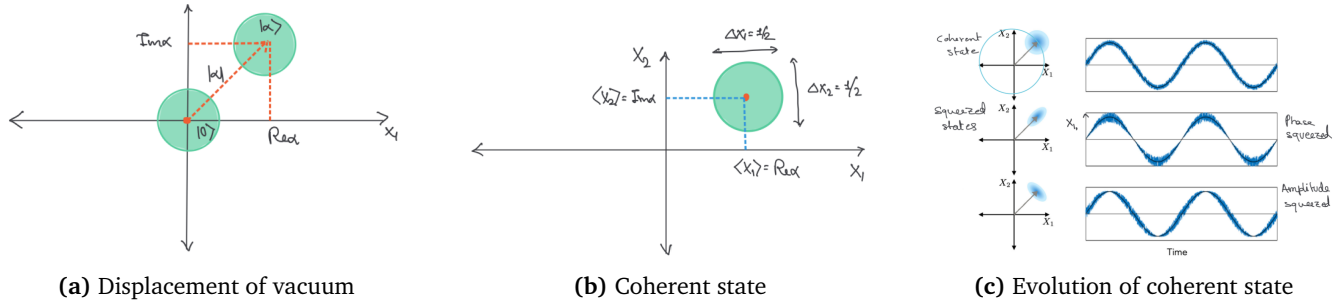 Imα
|α⟩
|α|
|0⟩
Reα
X₁
(a) Displacement of vacuum
Δx₁=1/2
X₂
⟨X₂⟩=Imα
Δx₂=1/2
⟨X₁⟩=Reα
X₁
(b) Coherent state
Coherent
state
X₂
X₁
Squeezed
states
X₂
X₁
X₁,
Phase
squeezed
X₂
X₁
Amplitude
squeezed
Time
(c) Evolution of coherent state